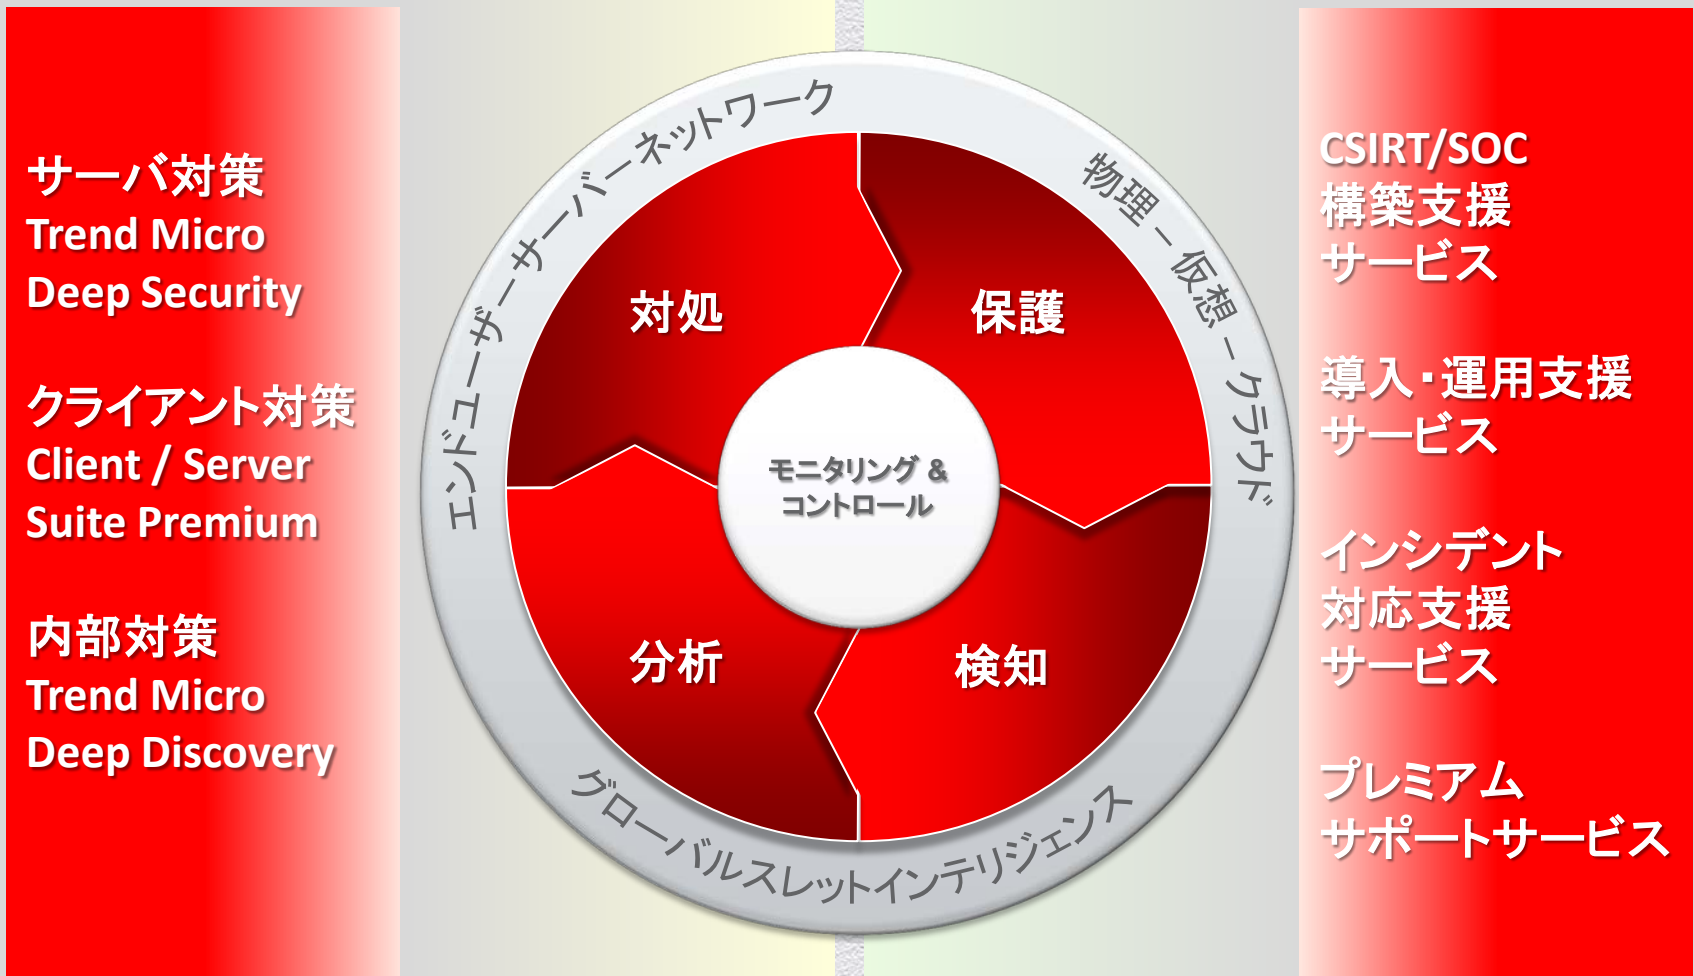 サーバ対策
Trend Micro
Deep Security
クライアント対策
Client / Server
Suite Premium
内部対策
Trend Micro
Deep Discovery
エンドユーザーサーバーネットワーク
物理 – 仮想 – クラウド
グローバルスレットインテリジェンス
対処
保護
モニタリング &
コントロール
分析
検知
CSIRT/SOC
構築支援
サービス
導入・運用支援
サービス
インシデント
対応支援
サービス
プレミアム
サポートサービス